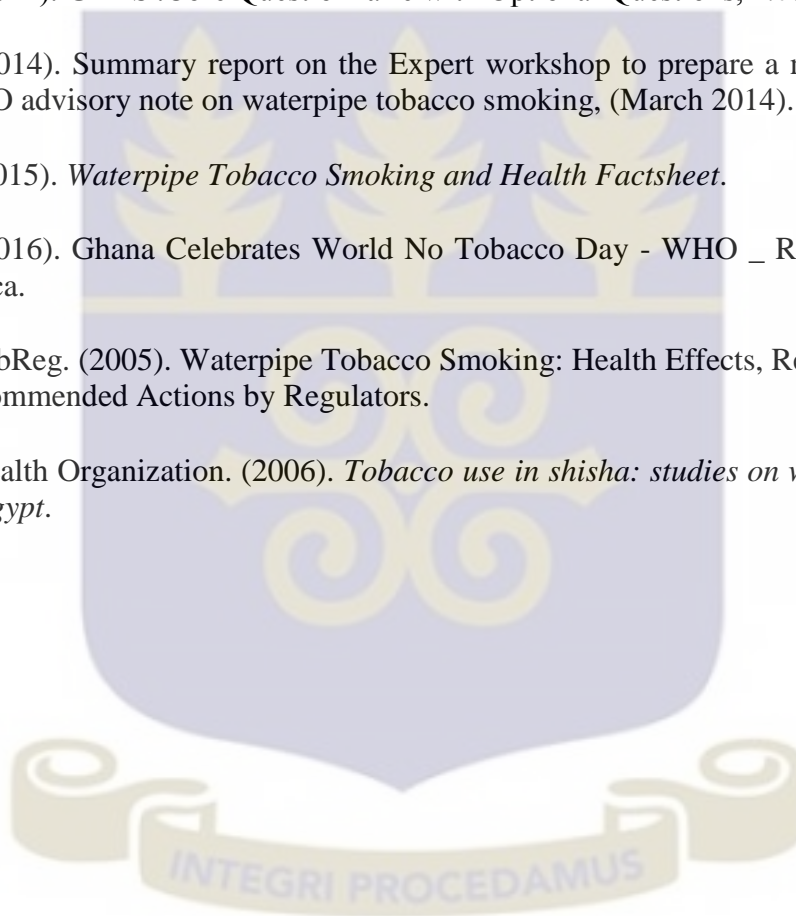 014). Summary report on the Expert workshop to prepare a
O advisory note on waterpipe tobacco smoking, (March 2014).
015). Waterpipe Tobacco Smoking and Health Factsheet.
016). Ghana Celebrates World No Tobacco Day - WHO _ R
ca.
bReg. (2005). Waterpipe Tobacco Smoking: Health Effects, Re
ommended Actions by Regulators.
alth Organization. (2006). Tobacco use in shisha: studies on
gypt.
INTEGRI PROCEDAMUS